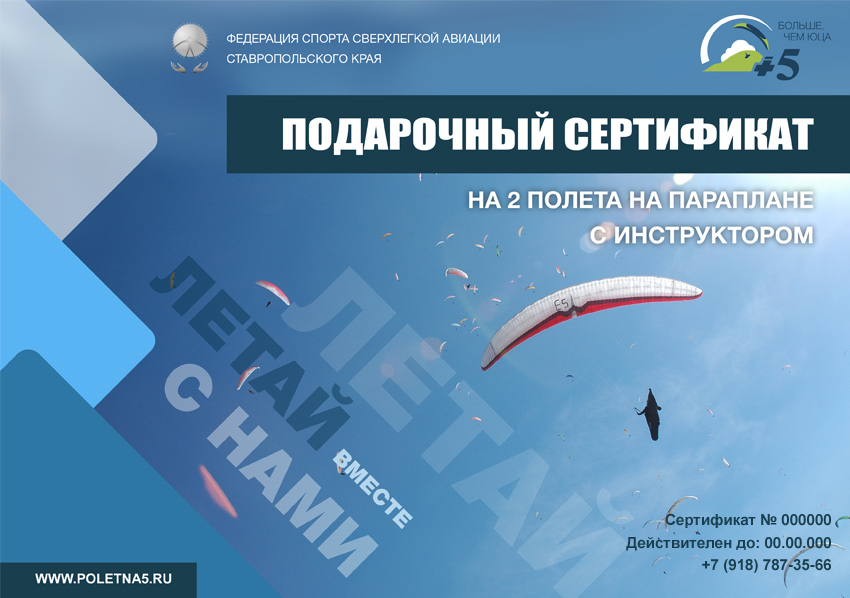 ФЕДЕРАЦИЯ СПОРТА СВЕРХЛЕГКОЙ АВИАЦИИ
СТАВРОПОЛЬСКОГО КРАЯ
БОЛЬШЕ,
ЧЕМ ЮЦА
+5
ПОДАРОЧНЫЙ СЕРТИФИКАТ
НА 2 ПОЛЕТА НА ПАРАПЛАНЕ
С ИНСТРУКТОРОМ
ЛЕТАЙ
ЛЕТАЙ
ВМЕСТЕ
С НАМИ
Сертификат № 000000
Действителен до: 00.00.000
+7 (918) 787-35-66
WWW.POLETNA5.RU